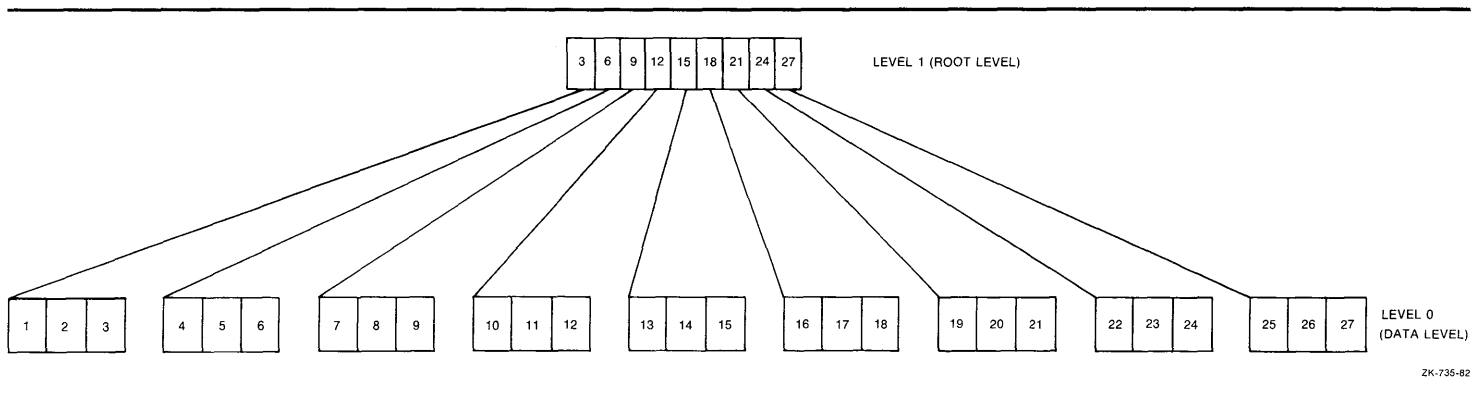 3 6 9 12 15 18 21 24 27
LEVEL 1 (ROOT LEVEL)
1 2 3 4 5 6 7 8 9 10 11 12 13 14 15 16 17 18 19 20 21 22 23 24 25 26 27
LEVEL 0
(DATA LEVEL)
ZK-735-82